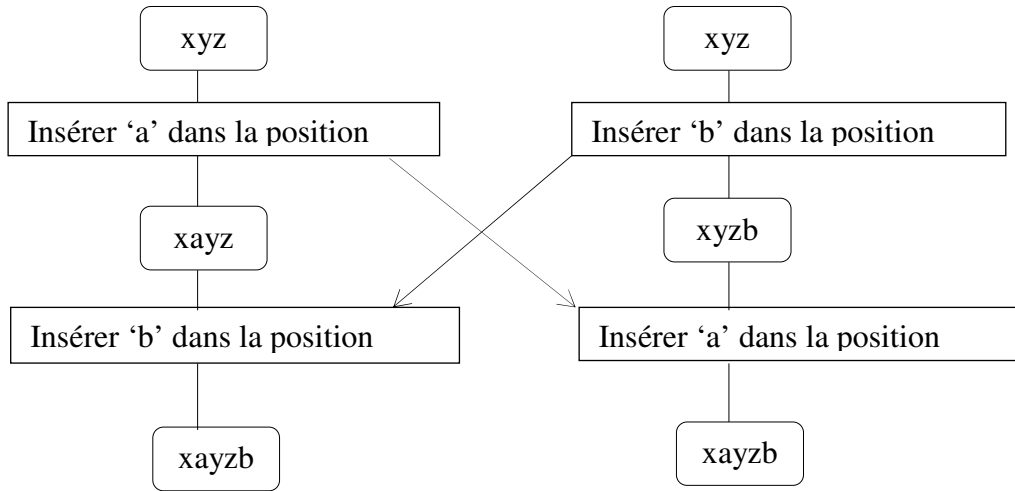 xyz
Insérer ‘a’ dans la position
xayz
Insérer ‘b’ dans la position
xayzb
xyz
Insérer ‘b’ dans la position
xyzb
Insérer ‘a’ dans la position
xayzb